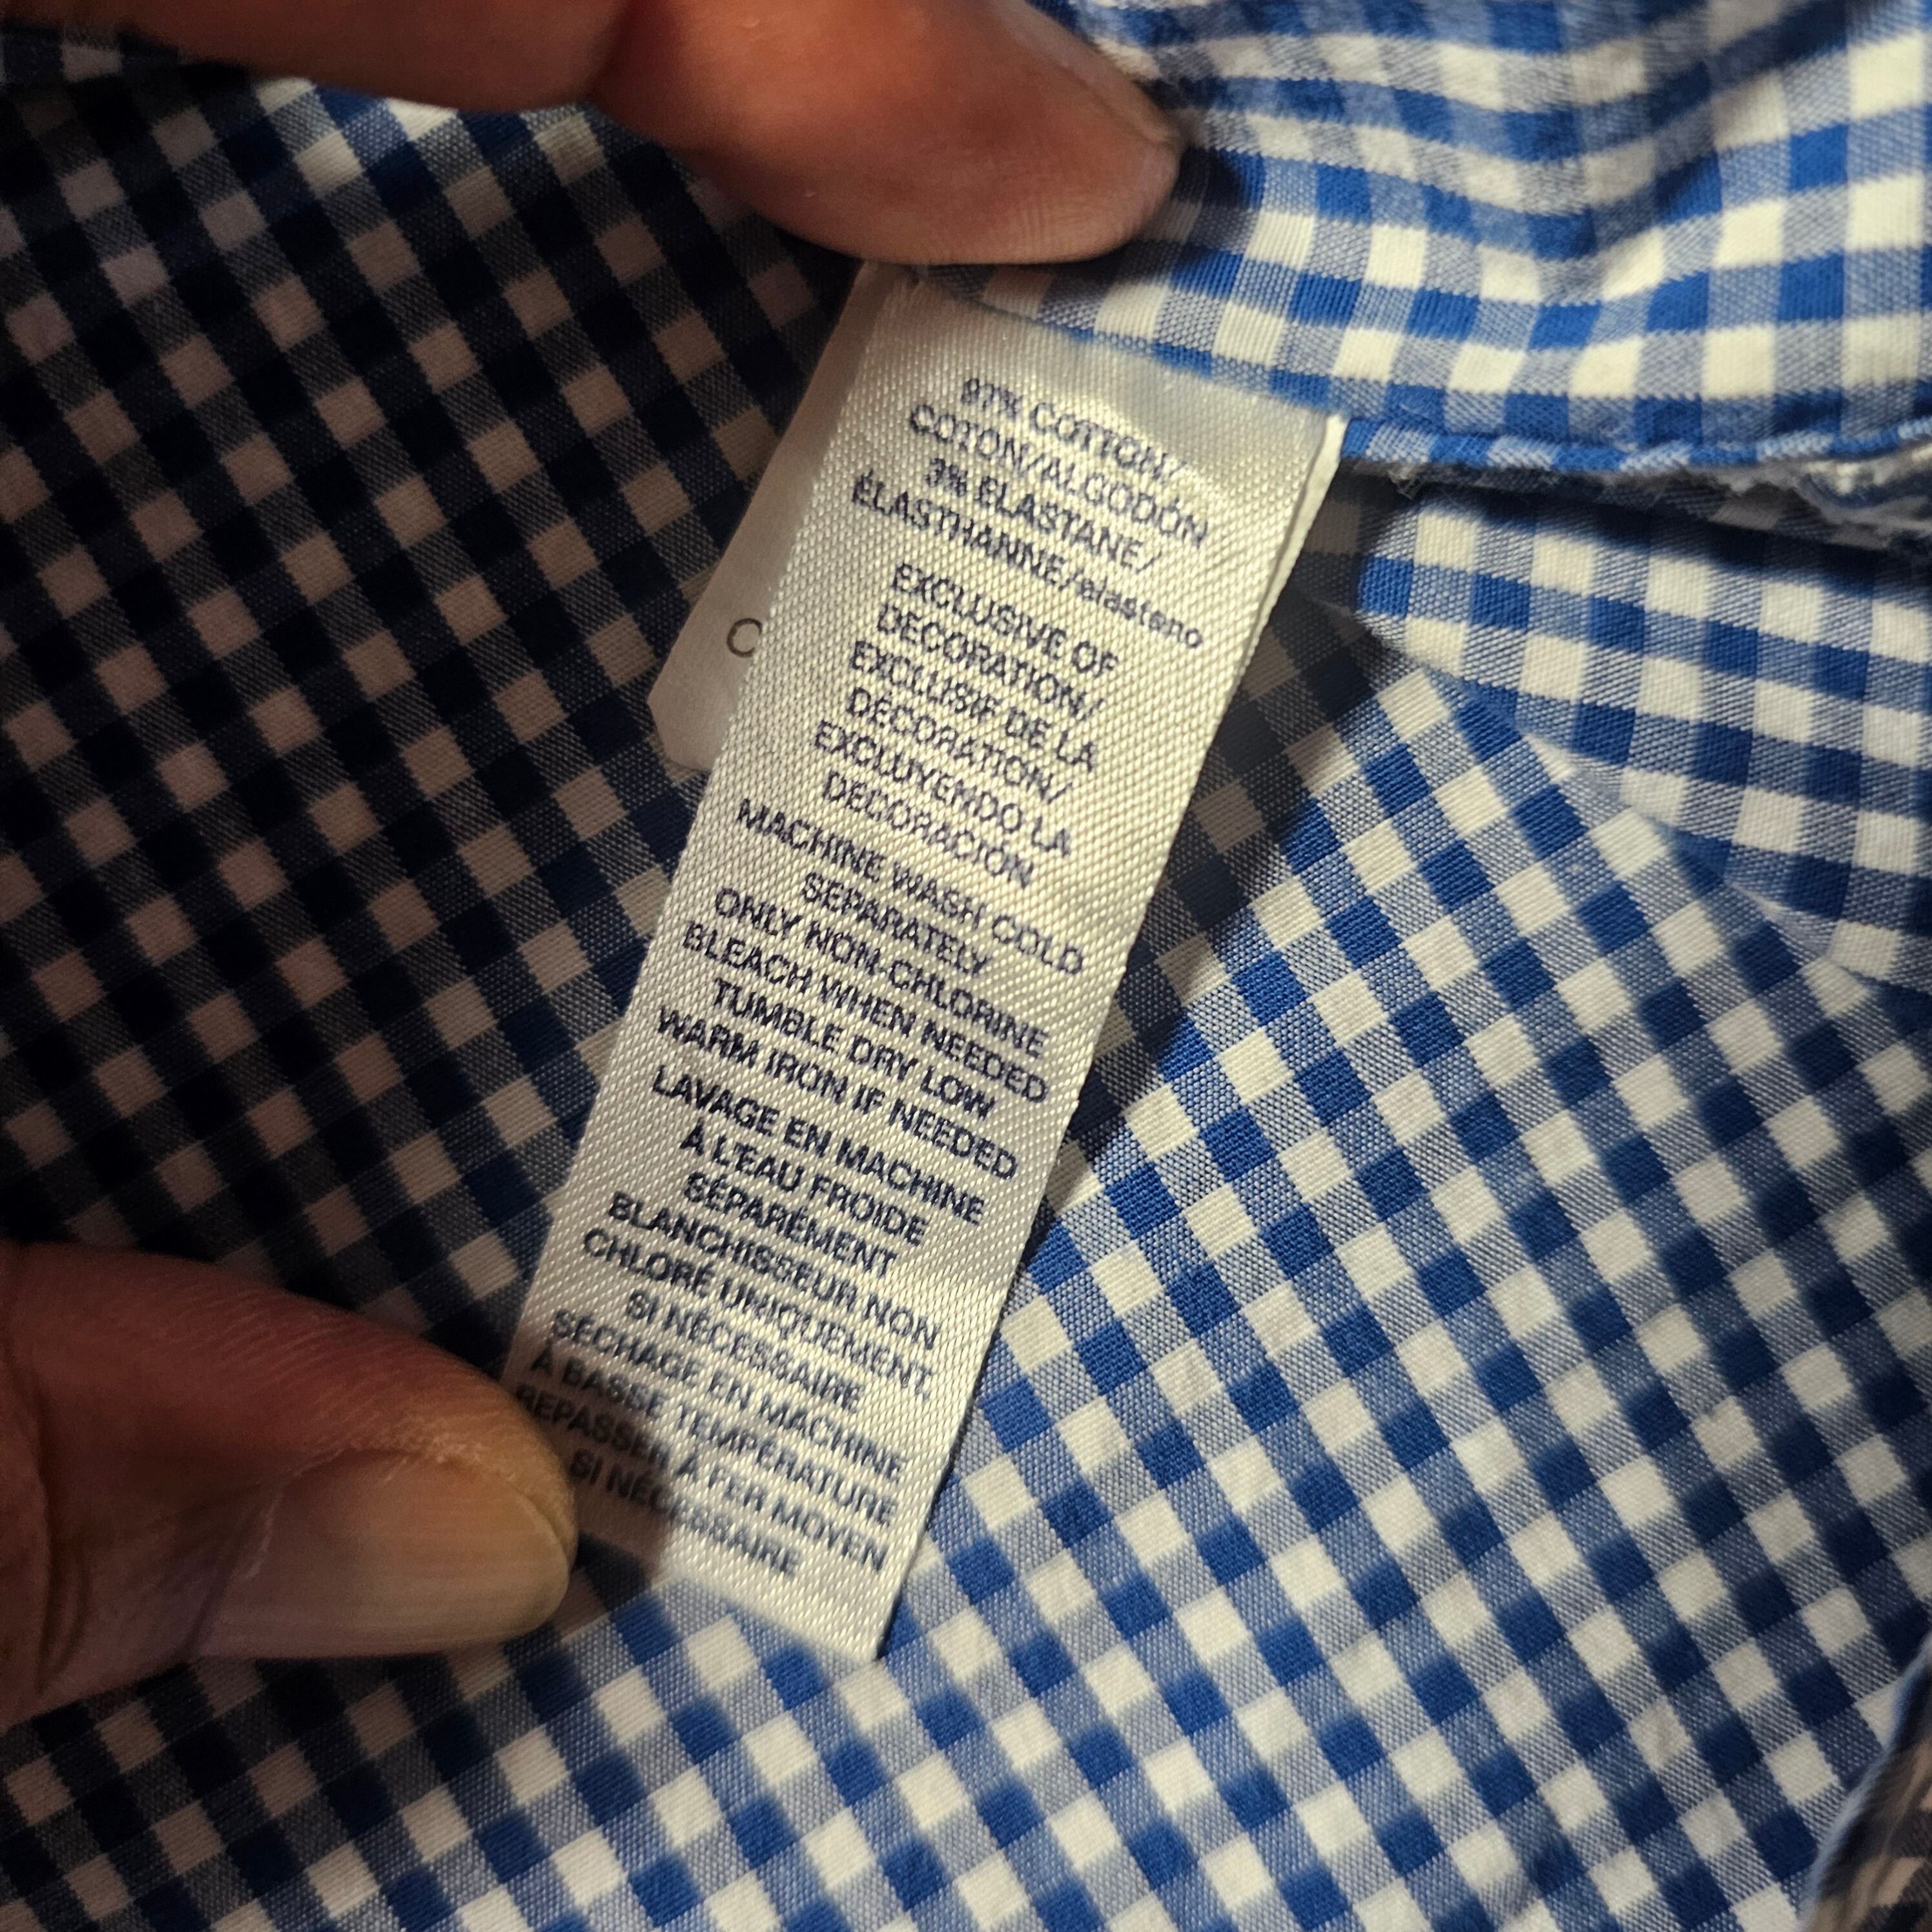 97% COTTON/
COTON/ALGODÓN
3% ELASTANE/
ÉLASTHANNE/elasteno
EXCLUSIVE OF
DECORATION/
EXCLUSIF DE LA
DÉCORATION/
EXCLUYENDO LA
DECORACION
MACHINE WASH COLD
SEPARATELY
ONLY NON-CHLORINE
BLEACH WHEN NEEDED
TUMBLE DRY LOW
WARM IRON IF NEEDED
LAVAGE EN MACHINE
À L'EAU FROIDE
SÉPARÉMENT
BLANCHISSEUR NON
CHLORÉ UNIQUEMENT,
SI NÉCESSAIRE
SÉCHAGE EN MACHINE
À BASSE TEMPÉRATURE
REPASSER À FER MOYEN
SI NÉCESSAIRE